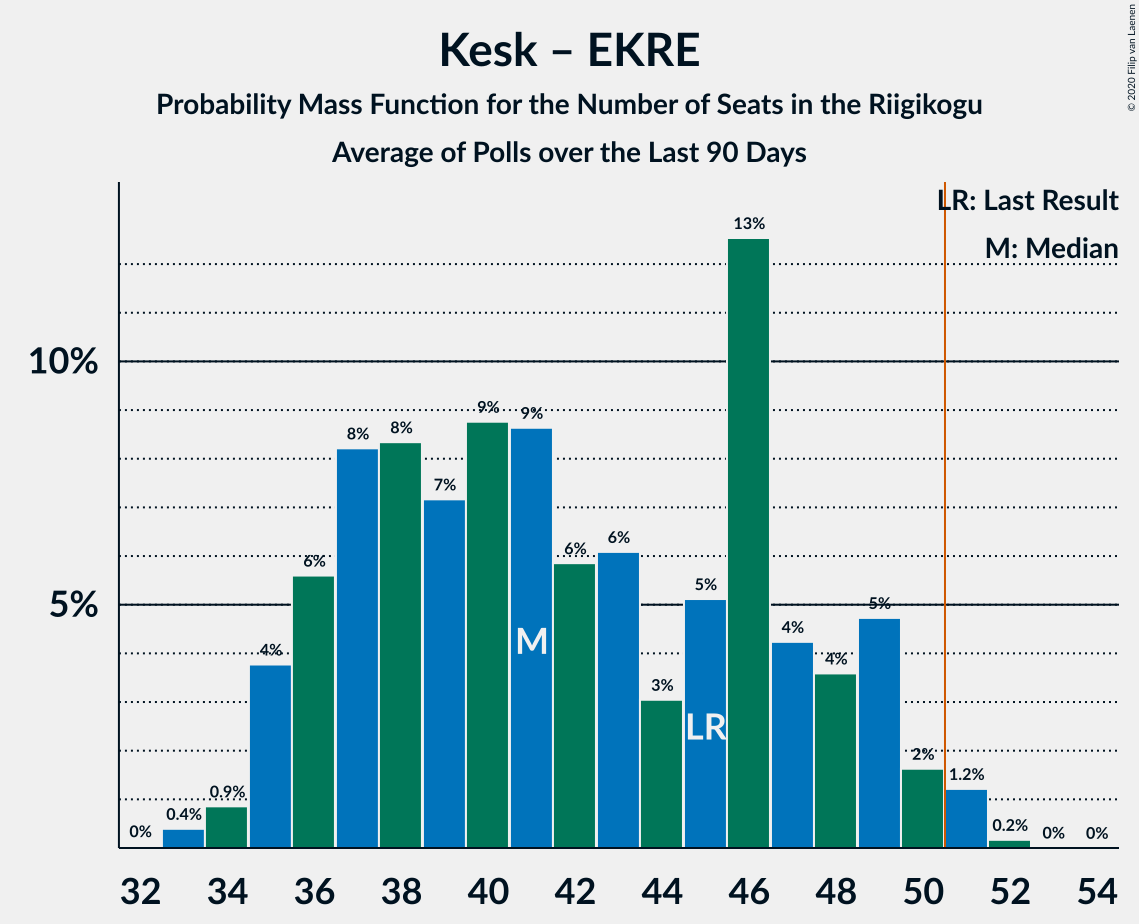 Kesk – EKRE
Probability Mass Function for the Number of Seats in the Riigikogu
Average of Polls over the Last 90 Days
© 2020 Filip van Laenen
LR: Last Result
M: Median
10%
5%
0%
0.4%
0.9%
4%
6%
8%
8%
7%
9%
9%
6%
6%
3%
5%
13%
4%
4%
5%
2%
1.2%
0.2%
0%
0%
M
LR
32 34 36 38 40 42 44 46 48 50 52 54